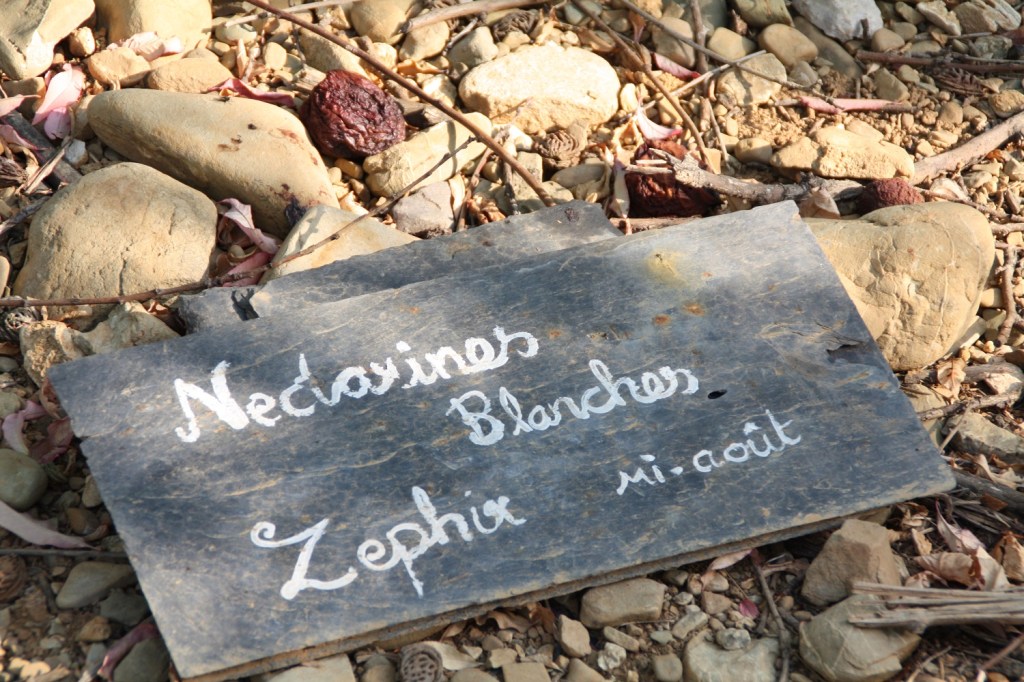 Nectarines
Blanches
Zephir mi-août